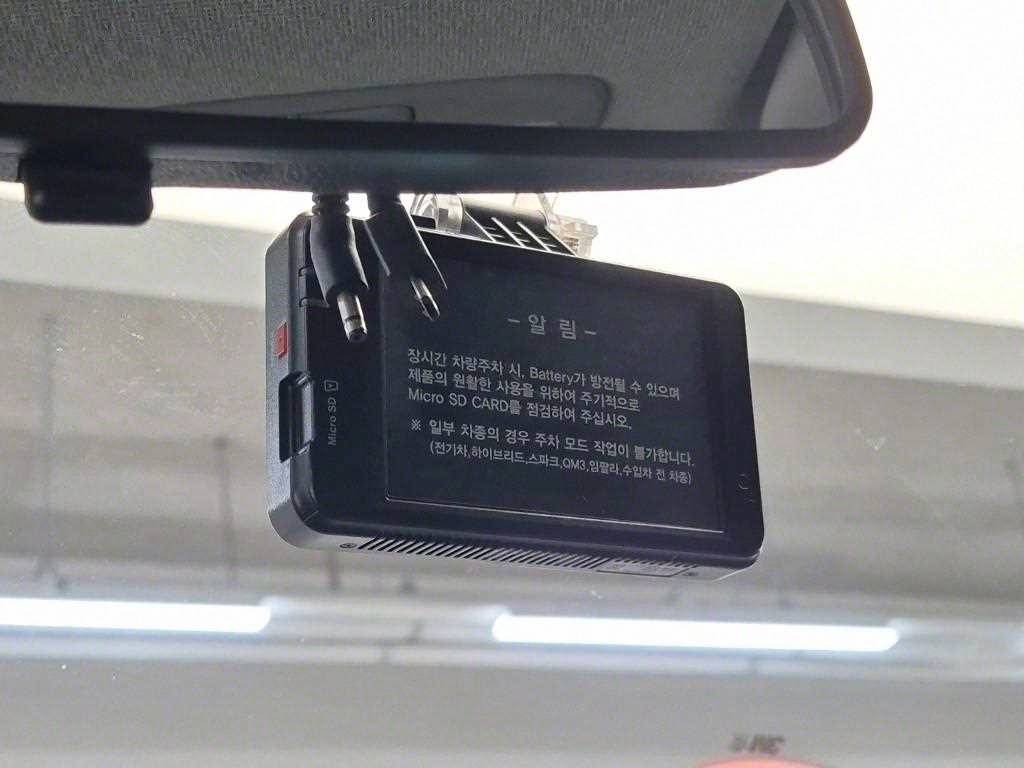 - 알 림 -
장시간 차량주차 시, Battery가 방전될 수 있으며
제품의 원활한 사용을 위하여 주기적으로
Micro SD CARD를 점검하여 주십시오.
※ 일부 차종의 경우 주차 모드 작업이 불가합니다.
(전기차,하이브리드,스파크,QM3,임팔라,수입차 전 차종)
Micro SD